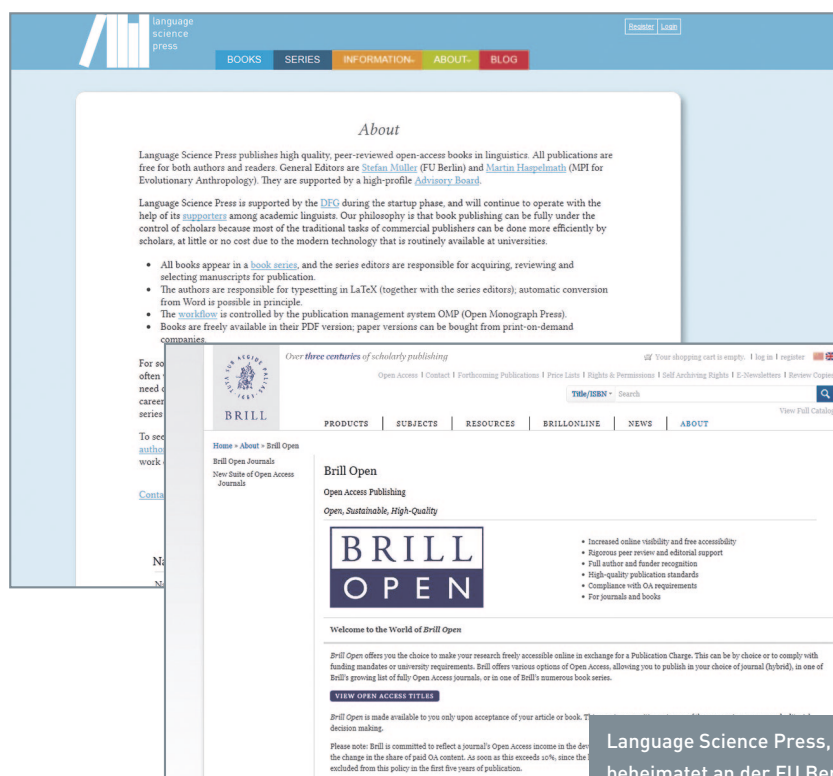 language
science
press
Register Login
BOOKS SERIES INFORMATION ABOUT BLOG
About
Language Science Press publishes high quality, peer-reviewed open-access books in linguistics. All publications are
free for both authors and readers. General Editors are Stefan Müller (FU Berlin) and Martin Haspelmath (MPI for
Evolutionary Anthropology). They are supported by a high-profile Advisory Board.
Language Science Press is supported by the DFG during the startup phase, and will continue to operate with the
help of its supporters among academic linguists. Our philosophy is that book publishing can be fully under the
control of scholars because most of the traditional tasks of commercial publishers can be done more efficiently by
scholars, at little or no cost due to the modern technology that is routinely available at universities.
• All books appear in a book series, and the series editors are responsible for acquiring, reviewing and
selecting manuscripts for publication.
• The authors are responsible for typesetting in LaTeX (together with the series editors); automatic conversion
from Word is possible in principle.
• The workflow is controlled by the publication management system OMP (Open Monograph Press).
• Books are freely available in their PDF version; paper versions can be bought from print-on-demand
companies.
For so
often
need
career
series
To see
autho
work
Conta
Na
BRILL
Over three centuries of scholarly publishing
Your shopping cart is empty. | log in | register
Open Access | Contact | Forthcoming Publications | Price Lists | Rights & Permissions | Self Archiving Rights | E-Newsletters | Review Copies
Title/ISBN Search
View Full Catalog
PRODUCTS | SUBJECTS | RESOURCES | BRILLONLINE | NEWS | ABOUT
Home » About » Brill Open
Brill Open Journals
New Suite of Open Access
Journals
Brill Open
Open Access Publishing
Open, Sustainable, High-Quality
BRILL
OPEN
• Increased online visibility and free accessibility
• Rigorous peer review and editorial support
• Full author and funder recognition
• High-quality publication standards
• Compliance with OA requirements
• For journals and books
Welcome to the World of Brill Open
Brill Open offers you the choice to make your research freely accessible online in exchange for a Publication Charge. This can be by choice or to comply with
funding mandates or university requirements. Brill offers various options of Open Access, allowing you to publish in your choice of journal (hybrid), in one of
Brill's growing list of fully Open Access journals, or in one of Brill's numerous book series.
VIEW OPEN ACCESS TITLES
Brill Open is made available to you only upon acceptance of your article or book.
decision making.
Please note: Brill is committed to reflect a journal's Open Access income in the dev
the change in the share of paid OA content. As soon as this exceeds 10%, since the
excluded from this policy in the first five years of publication.
Language Science Press,
beheimatet an der FU Be